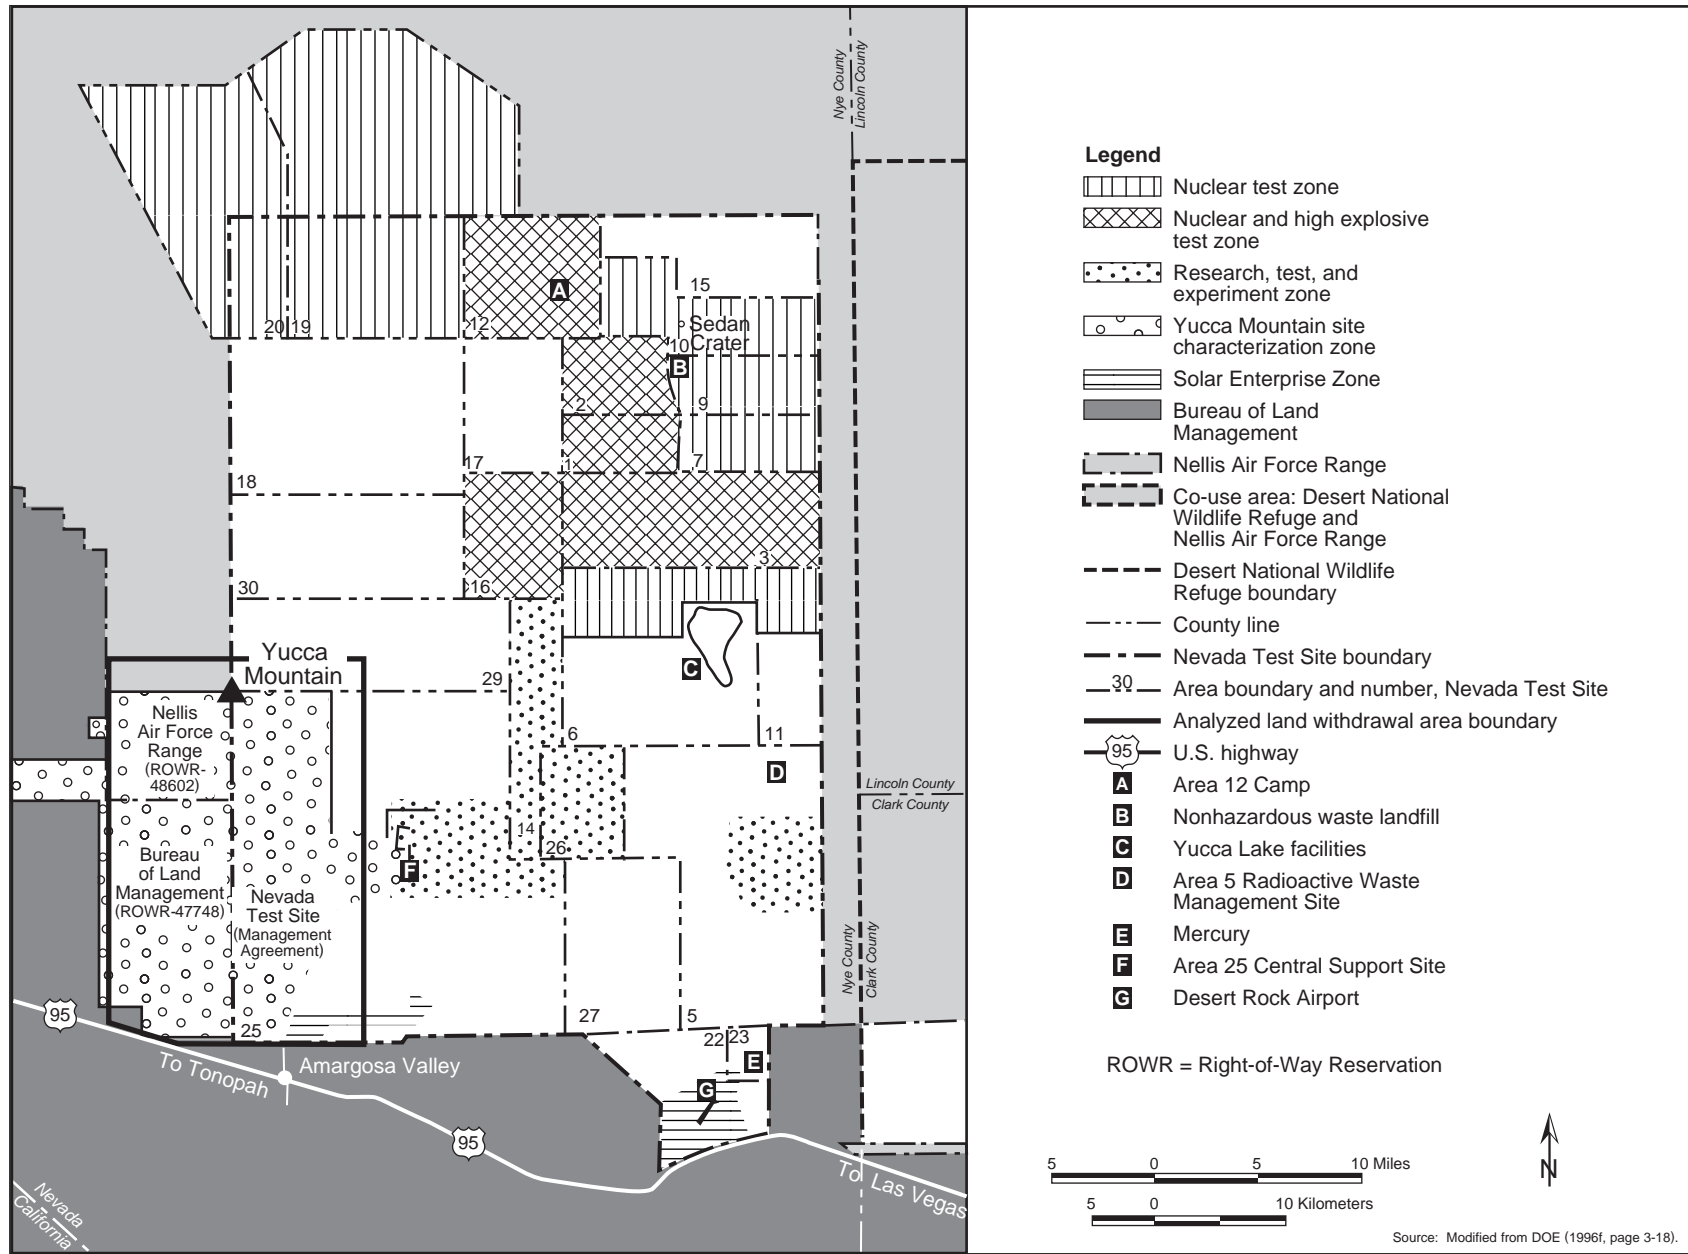 Nye County
Lincoln County
15
Sedan
Crater
A
20
19
12
10
B
2
9
17
1
7
18
3
30
16
Yucca
Mountain
C
29
Nellis
Air Force
Range
(ROWR-
48602)
6
11
D
Lincoln County
Clark County
14
26
F
Bureau
of Land
Management
(ROWR-47748)
Nevada
Test Site
(Management
Agreement)
Nye County
Clark County
95
25
27
5
22
23
E
To Tonopah
Amargosa Valley
G
95
To Las Vegas
Nevada
California
Legend
Nuclear test zone
Nuclear and high explosive
test zone
Research, test, and
experiment zone
Yucca Mountain site
characterization zone
Solar Enterprise Zone
Bureau of Land
Management
Nellis Air Force Range
Co-use area: Desert National
Wildlife Refuge and
Nellis Air Force Range
Desert National Wildlife
Refuge boundary
County line
Nevada Test Site boundary
30 Area boundary and number, Nevada Test Site
Analyzed land withdrawal area boundary
95 U.S. highway
A Area 12 Camp
B Nonhazardous waste landfill
C Yucca Lake facilities
D Area 5 Radioactive Waste
Management Site
E Mercury
F Area 25 Central Support Site
G Desert Rock Airport
ROWR = Right-of-Way Reservation
5 0 5 10 Miles
5 0 10 Kilometers
N
Source: Modified from DOE (1996f, page 3-18).